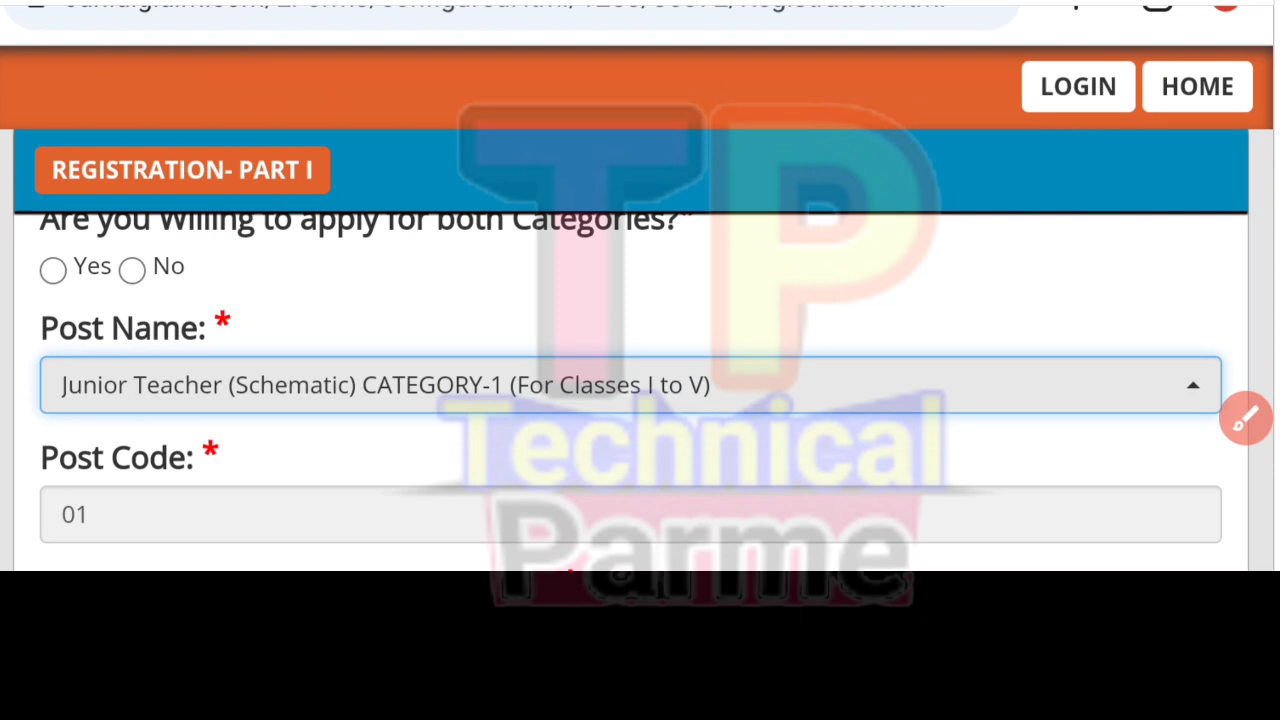 LOGIN HOME
REGISTRATION- PART I
Are you Willing to apply for both Categories?*
Yes No
Post Name: *
Junior Teacher (Schematic) CATEGORY-1 (For Classes I to V)
Post Code: *
01
TP
Technical
Parme